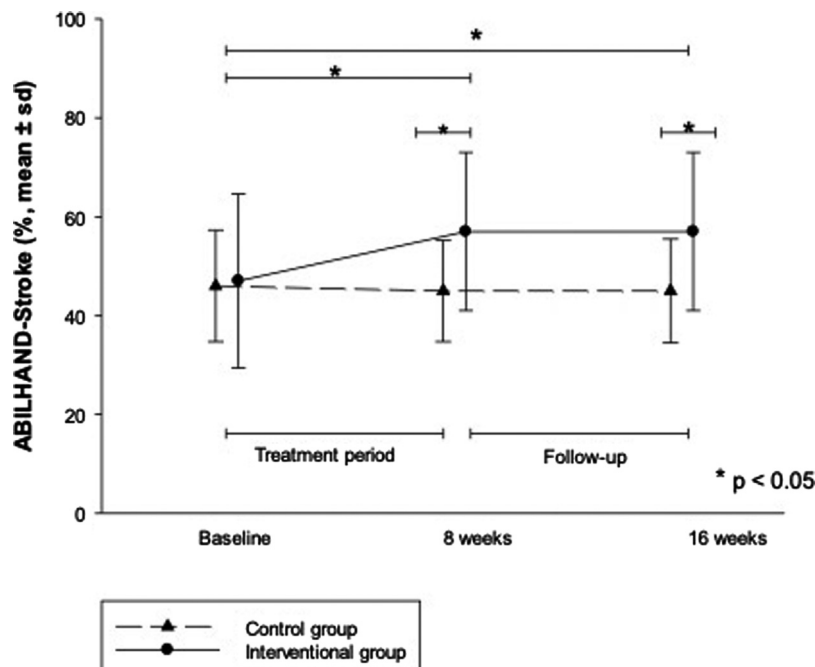 ABILHAND-Stroke (%, mean ± sd)
100
80
60
40
20
0
*
*
*
*
Treatment period
Follow-up
* p < 0.05
Baseline
8 weeks
16 weeks
Control group
Interventional group